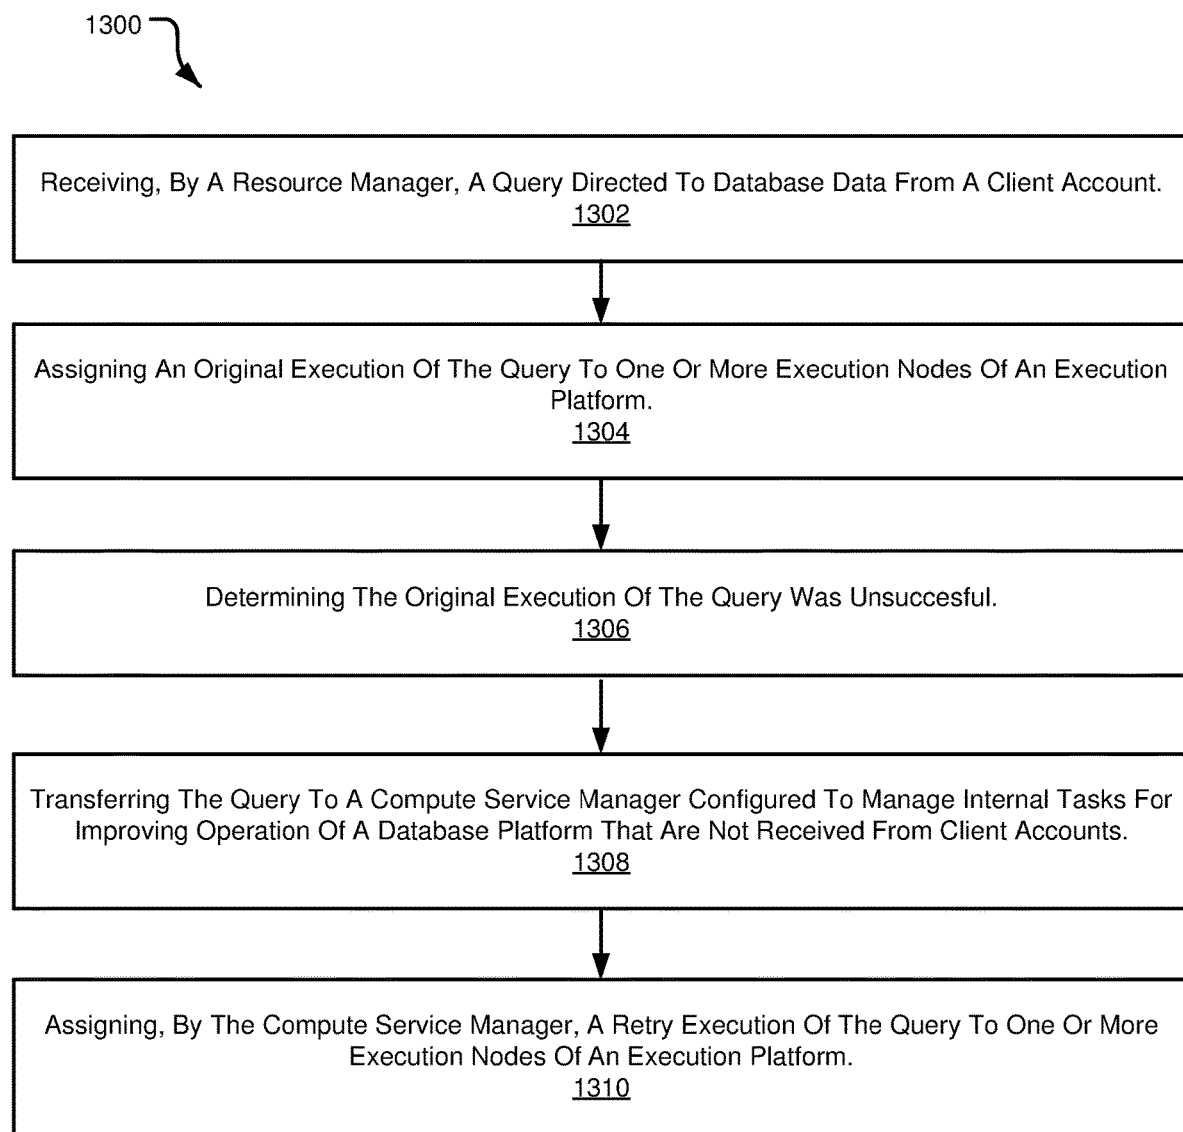 1300
Receiving, By A Resource Manager, A Query Directed To Database Data From A Client Account.
1302
Assigning An Original Execution Of The Query To One Or More Execution Nodes Of An Execution
Platform.
1304
Determining The Original Execution Of The Query Was Unsuccesful.
1306
Transferring The Query To A Compute Service Manager Configured To Manage Internal Tasks For
Improving Operation Of A Database Platform That Are Not Received From Client Accounts.
1308
Assigning, By The Compute Service Manager, A Retry Execution Of The Query To One Or More
Execution Nodes Of An Execution Platform.
1310